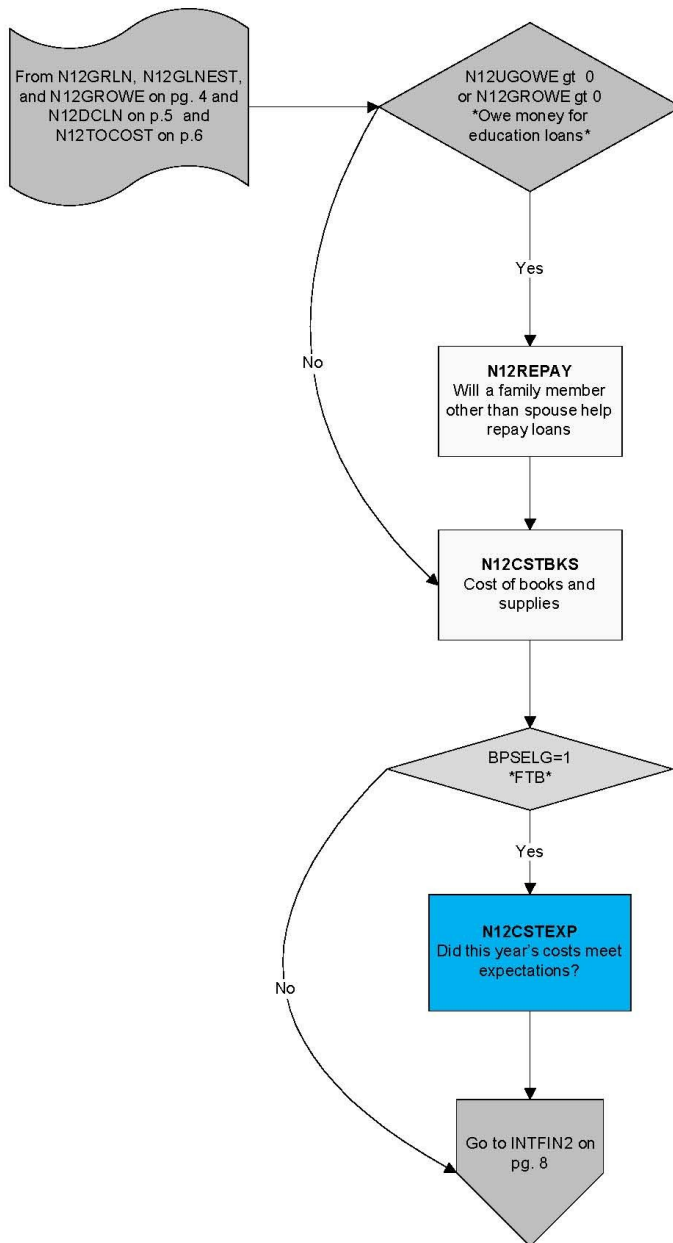 From N12GRLN, N12GLNEST,
and N12GROWE on pg. 4 and
N12DCLN on p.5 and
N12TOCOST on p.6
N12UGOWE gt 0
or N12GROWE gt 0
*Owe money for
education loans*
Yes
No
N12REPAY
Will a family member
other than spouse help
repay loans
N12CSTBKS
Cost of books and
supplies
BPSELG=1
*FTB*
Yes
No
N12CSTEXP
Did this year's costs meet
expectations?
Go to INTFIN2 on
pg. 8